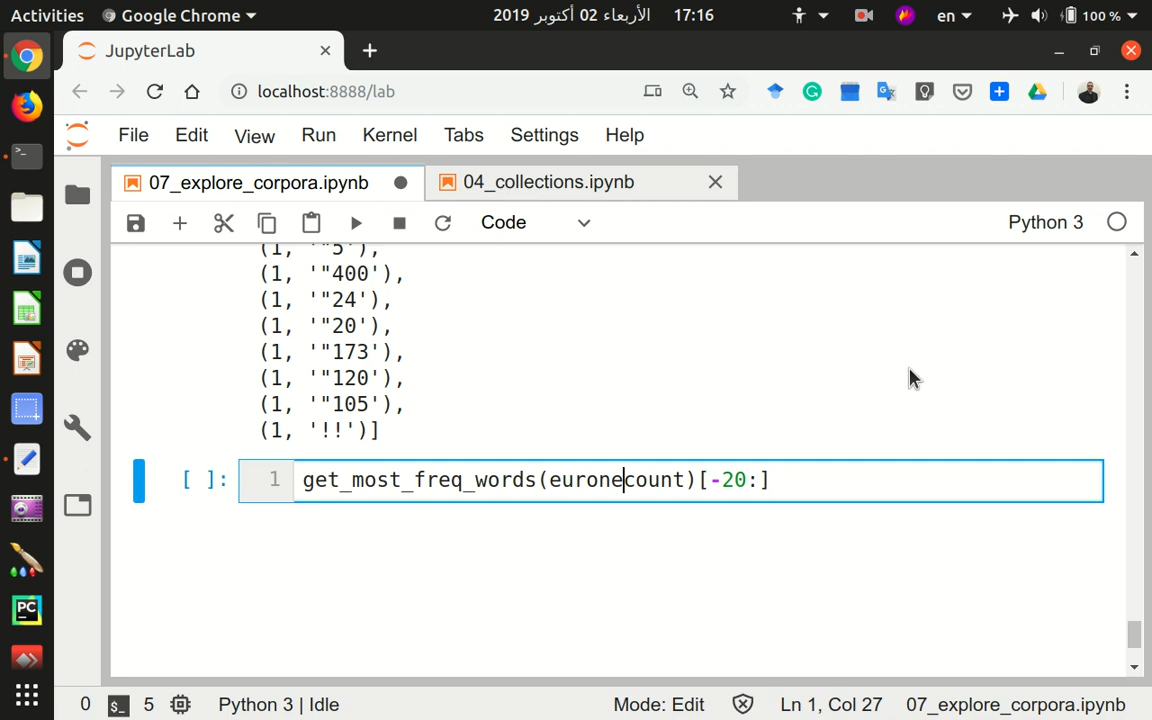 Activities Google Chrome الأربعاء 02 أكتوبر 2019 17:16 en 100 %
JupyterLab
localhost:8888/lab
File Edit View Run Kernel Tabs Settings Help
07_explore_corpora.ipynb 04_collections.ipynb
Code Python 3
(1, '"5'),
(1, '"400'),
(1, '"24'),
(1, '"20'),
(1, '"173'),
(1, '"120'),
(1, '"105'),
(1, '!!')]
[ ]: 1 get_most_freq_words(euronecount)[-20:]
PC
0 $_ 5 Python 3 | Idle Mode: Edit Ln 1, Col 27 07_explore_corpora.ipynb